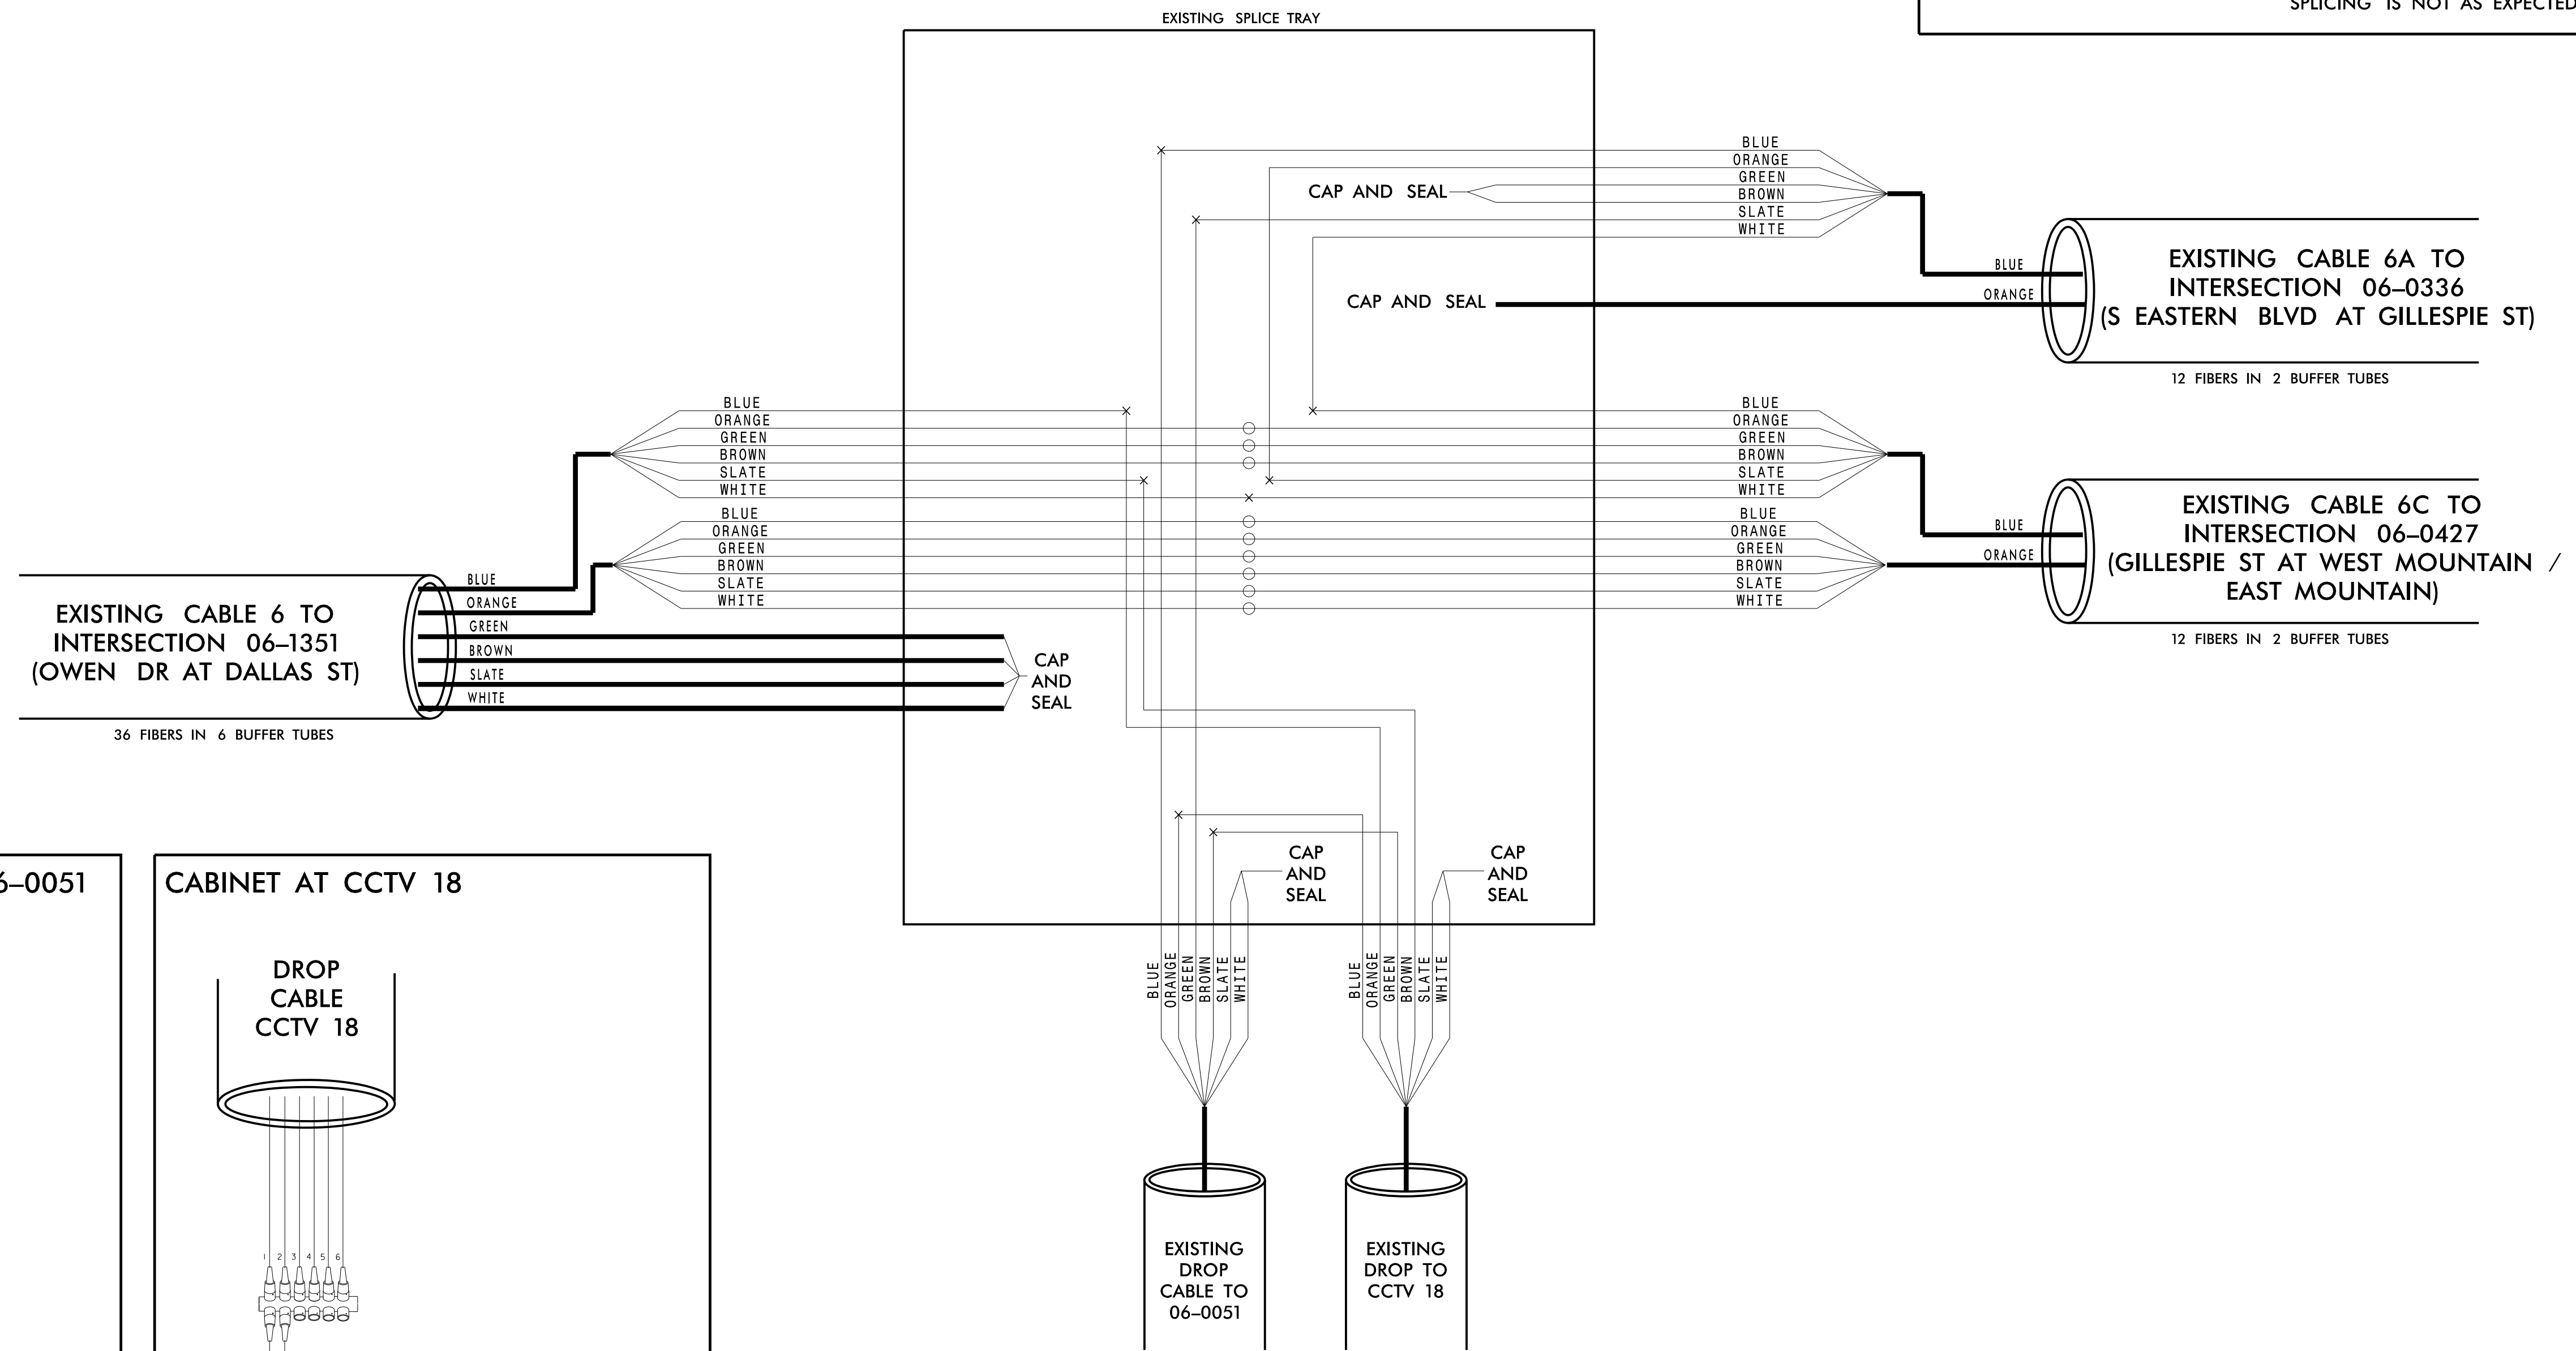 EXISTING SPLICE TRAY
SPLICING IS NOT AS EXPECTED
BLUE
ORANGE
GREEN
BROWN
SLATE
WHITE
CAP AND SEAL
CAP AND SEAL
BLUE
ORANGE
EXISTING CABLE 6A TO
INTERSECTION 06–0336
(S EASTERN BLVD AT GILLESPIE ST)
12 FIBERS IN 2 BUFFER TUBES
BLUE
ORANGE
GREEN
BROWN
SLATE
WHITE
BLUE
ORANGE
GREEN
BROWN
SLATE
WHITE
BLUE
ORANGE
GREEN
BROWN
SLATE
WHITE
BLUE
ORANGE
GREEN
BROWN
SLATE
WHITE
BLUE
ORANGE
EXISTING CABLE 6C TO
INTERSECTION 06–0427
(GILLESPIE ST AT WEST MOUNTAIN /
EAST MOUNTAIN)
12 FIBERS IN 2 BUFFER TUBES
EXISTING CABLE 6 TO
INTERSECTION 06–1351
(OWEN DR AT DALLAS ST)
36 FIBERS IN 6 BUFFER TUBES
BLUE
ORANGE
GREEN
BROWN
SLATE
WHITE
CAP
AND
SEAL
6–0051
CABINET AT CCTV 18
DROP
CABLE
CCTV 18
1 2 3 4 5 6
CAP
AND
SEAL
CAP
AND
SEAL
BLUE
ORANGE
GREEN
BROWN
SLATE
WHITE
BLUE
ORANGE
GREEN
BROWN
SLATE
WHITE
EXISTING
DROP
CABLE TO
06–0051
EXISTING
DROP TO
CCTV 18